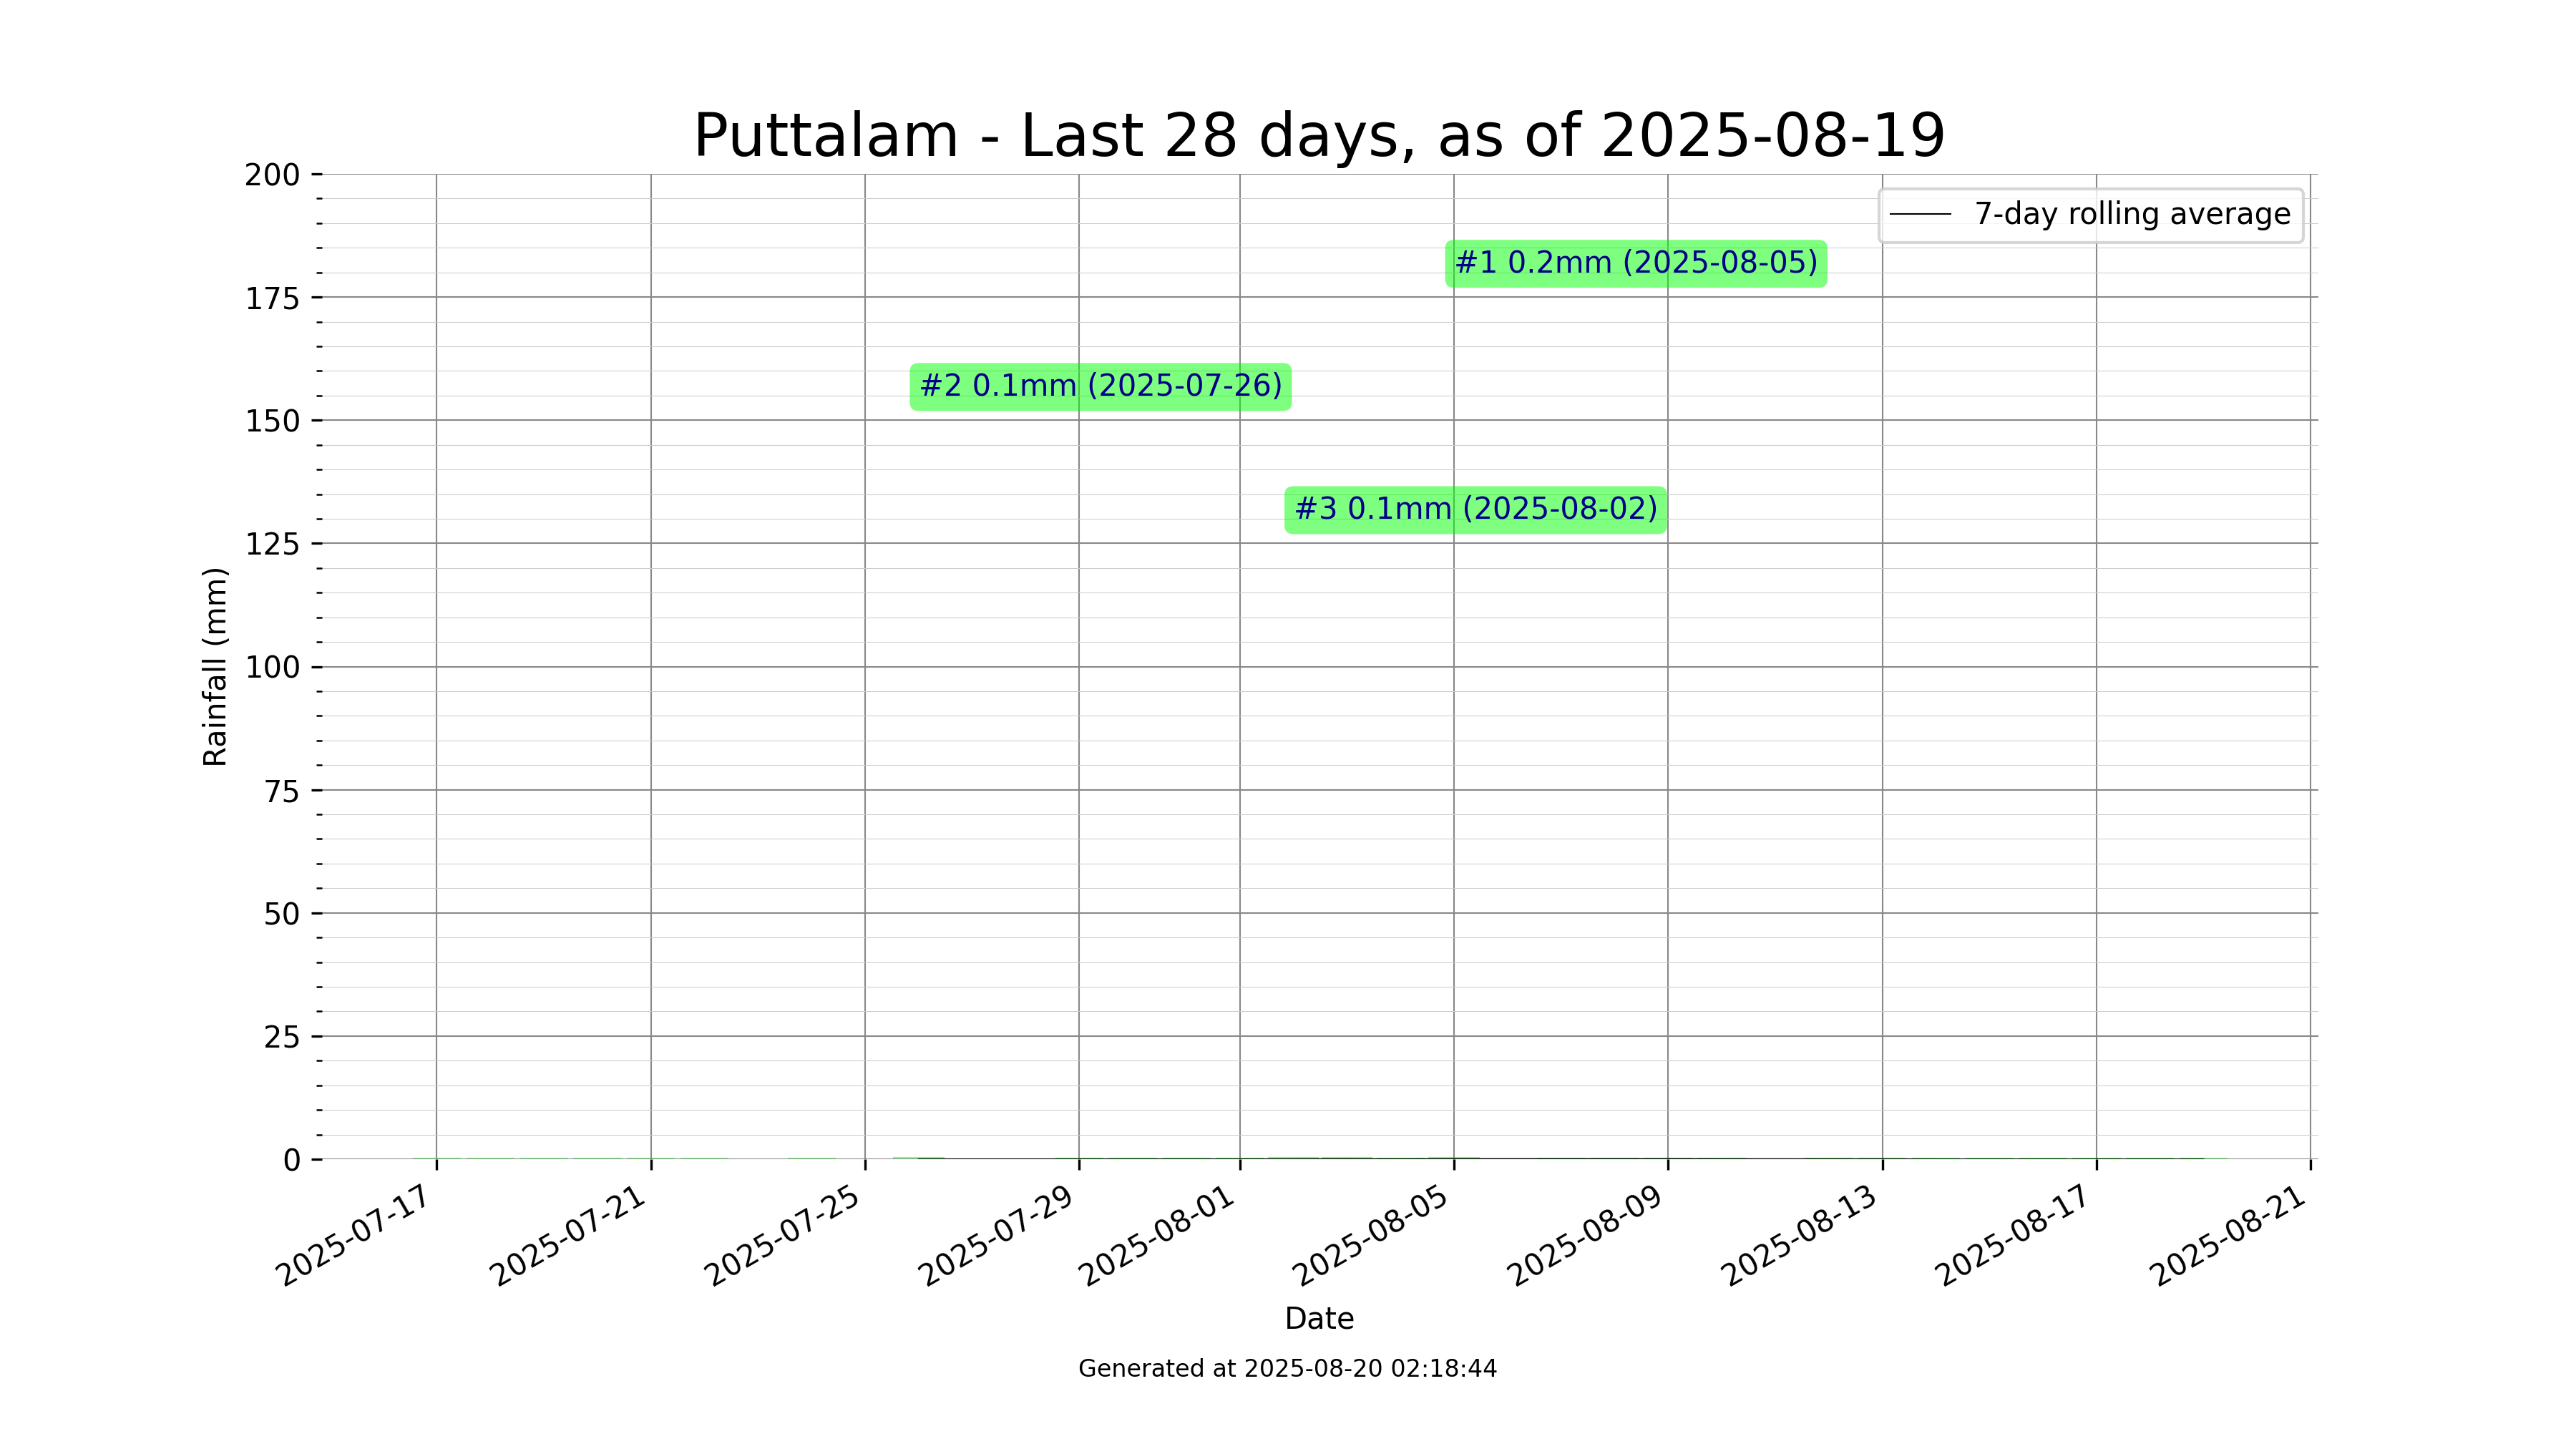 Puttalam - Last 28 days, as of 2025-08-19
200
175
150
125
100
75
50
25
0
Rainfall (mm)
7-day rolling average
#1 0.2mm (2025-08-05)
#2 0.1mm (2025-07-26)
#3 0.1mm (2025-08-02)
2025-07-17
2025-07-21
2025-07-25
2025-07-29
2025-08-01
2025-08-05
2025-08-09
2025-08-13
2025-08-17
2025-08-21
Date
Generated at 2025-08-20 02:18:44